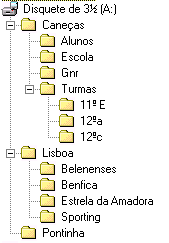 Disquete de 3½ (A:)
Caneças
Alunos
Escola
Gnr
Turmas
11º E
12ºa
12ºc
Lisboa
Belenenses
Benfica
Estrela da Amadora
Sporting
Pontinha